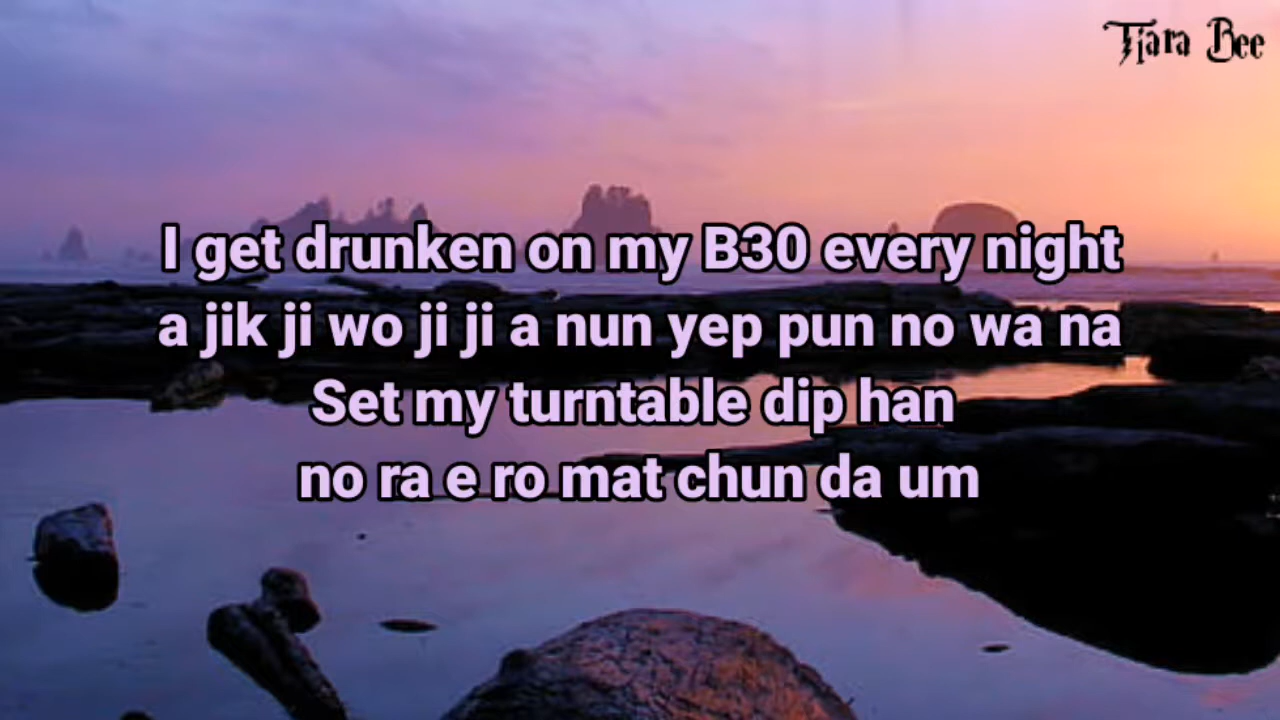 Tjara Bee
I get drunken on my B30 every night
a jik ji wo ji ji a nun yep pun no wa na
Set my turntable dip han
no ra e ro mat chun da um